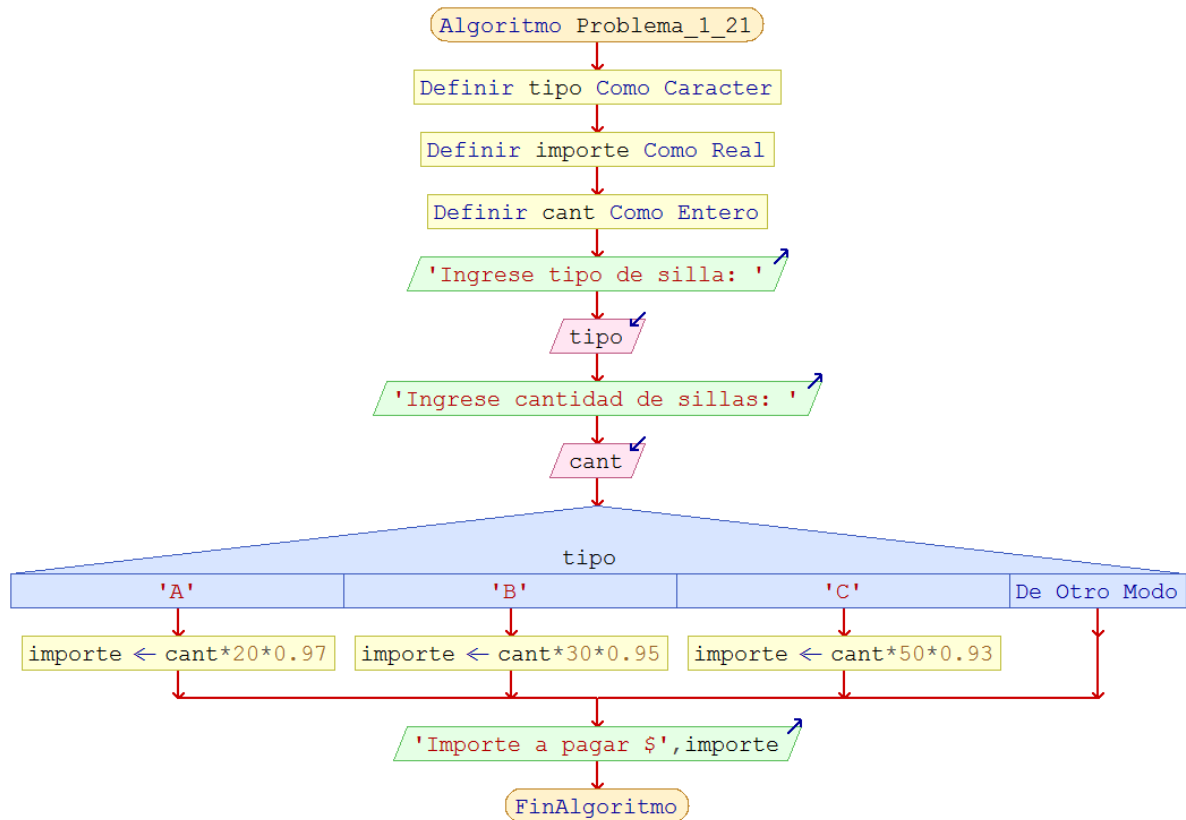 Algoritmo Problema_1_21
Definir tipo Como Caracter
Definir importe Como Real
Definir cant Como Entero
'Ingrese tipo de silla: '
tipo
'Ingrese cantidad de sillas: '
cant
tipo
'A' 'B' 'C' De Otro Modo
importe ← cant*20*0.97 importe ← cant*30*0.95 importe ← cant*50*0.93
'Importe a pagar $',importe
FinAlgoritmo